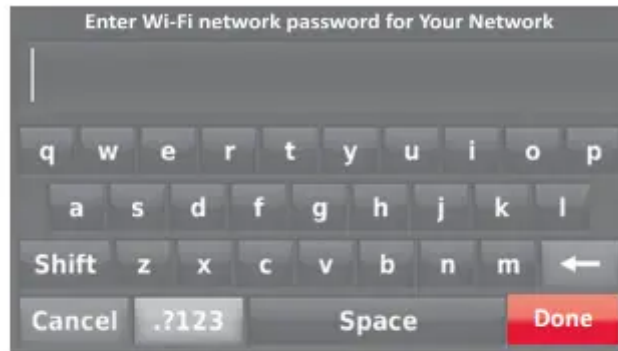 Enter Wi-Fi network password for Your Network
q w e r t y u i o p
a s d f g h j k l
Shift z x c v b n m ←
Cancel .?123 Space Done